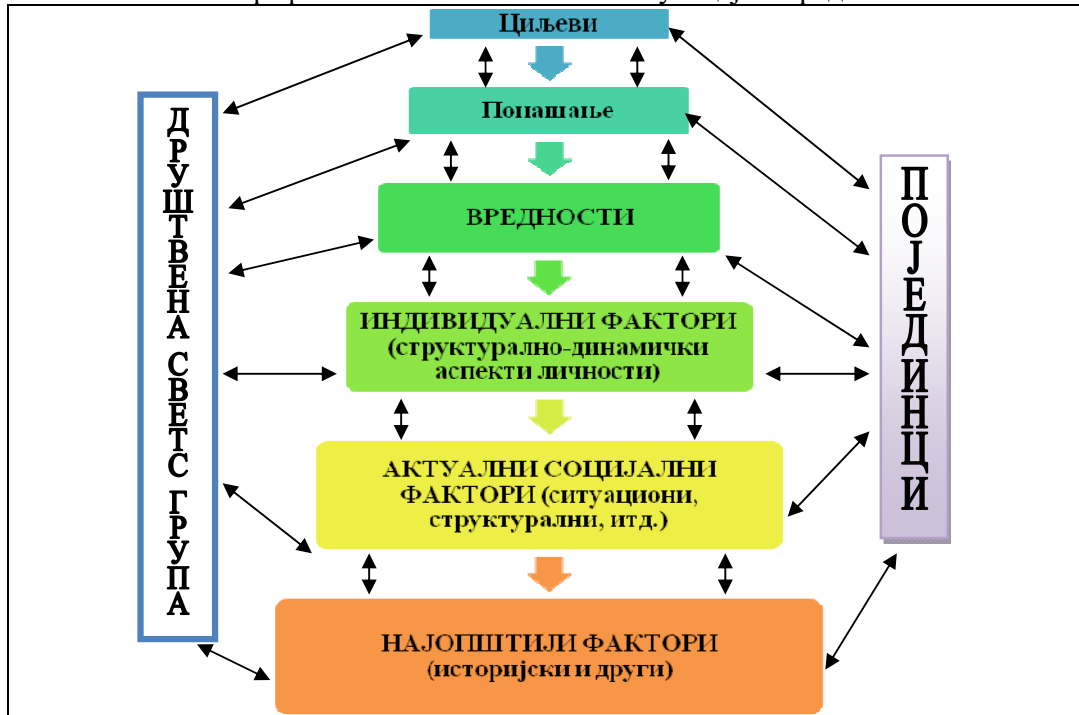 Циљеви
Понашање
ВРЕДНОСТИ
ИНДИВИДУАЛНИ ФАКТОРИ
(структурално-динамички
аспекти личности)
АКТУАЛНИ СОЦИЈАЛНИ
ФАКТОРИ (ситуациони,
структурални, итд.)
НАЈОПШТИЛИ ФАКТОРИ
(историјски и други)
ДРУШТВЕНА СВЕТС ГРУПА
ПОЈЕДИНЦИ